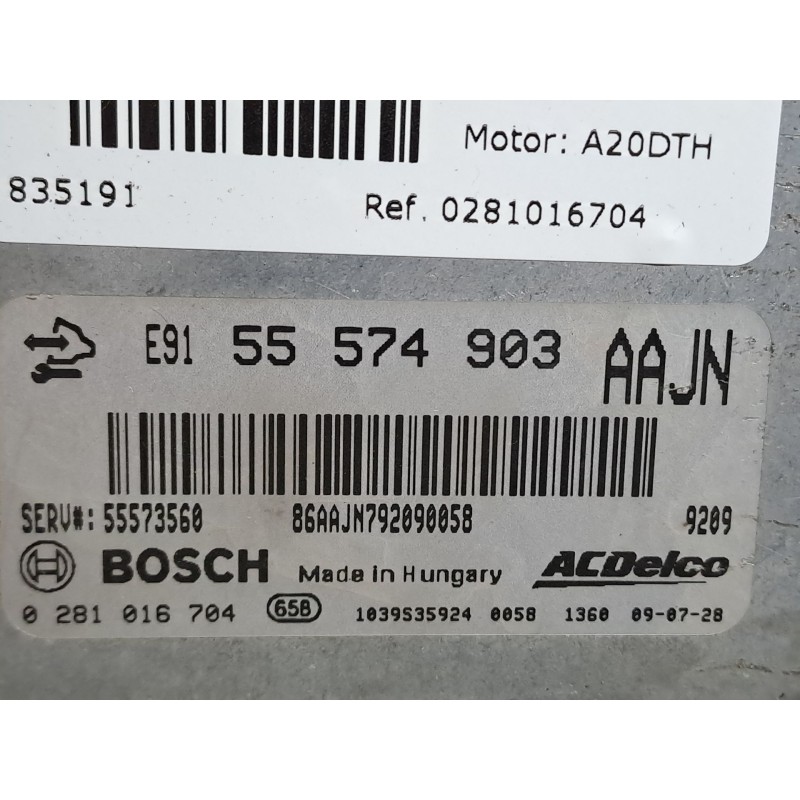 Motor: A20DTH
835191
Ref. 0281016704
E91 55 574 903 AAJN
SERV#: 55573560 86AAJN792090058 9209
BOSCH Made in Hungary ACDelco
0 281 016 704 658 1039S35924 0058 1360 09-07-28